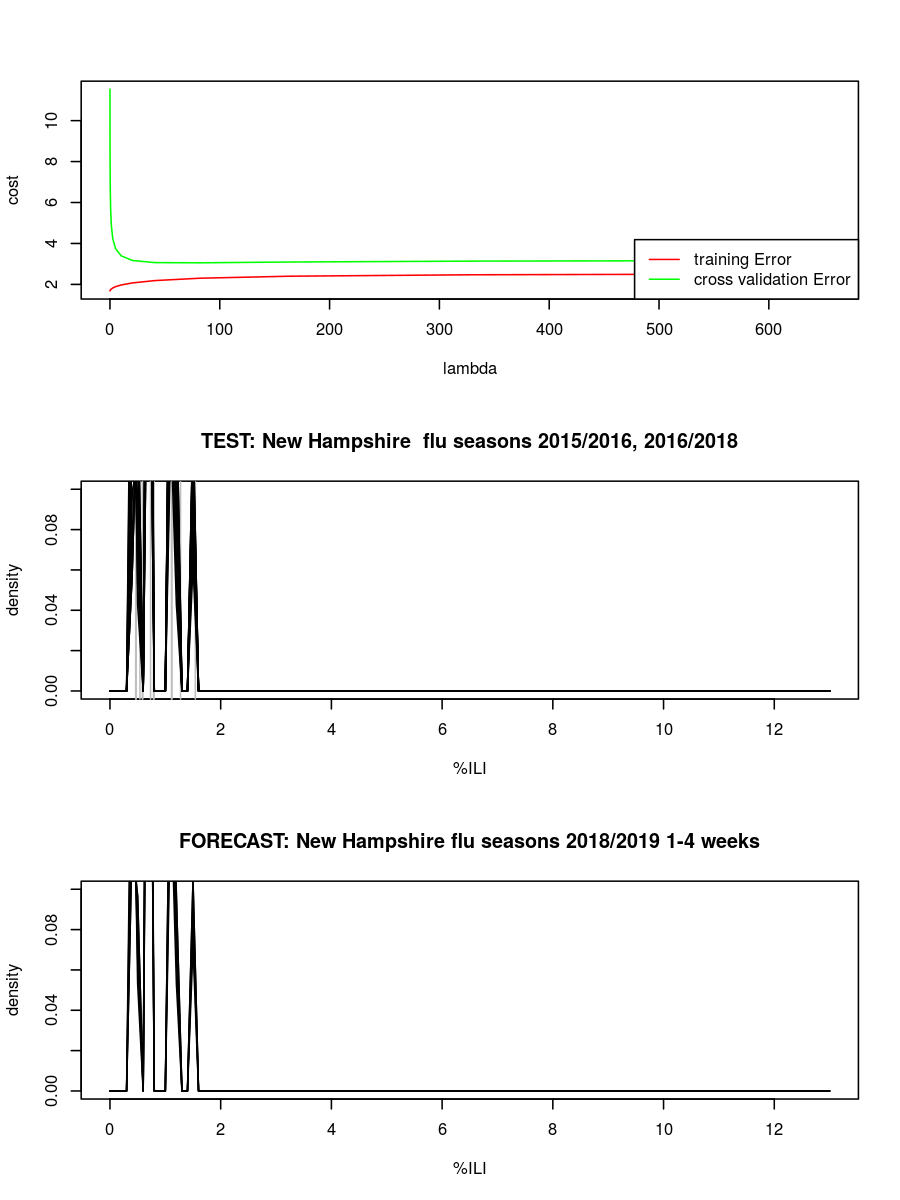 10
8
6
4
2
cost
training Error
cross validation Error
0 100 200 300 400 500 600
lambda
TEST: New Hampshire  flu seasons 2015/2016, 2016/2018
0.08
0.04
0.00
density
0 2 4 6 8 10 12
%ILI
FORECAST: New Hampshire flu seasons 2018/2019 1-4 weeks
0.08
0.04
0.00
density
0 2 4 6 8 10 12
%ILI